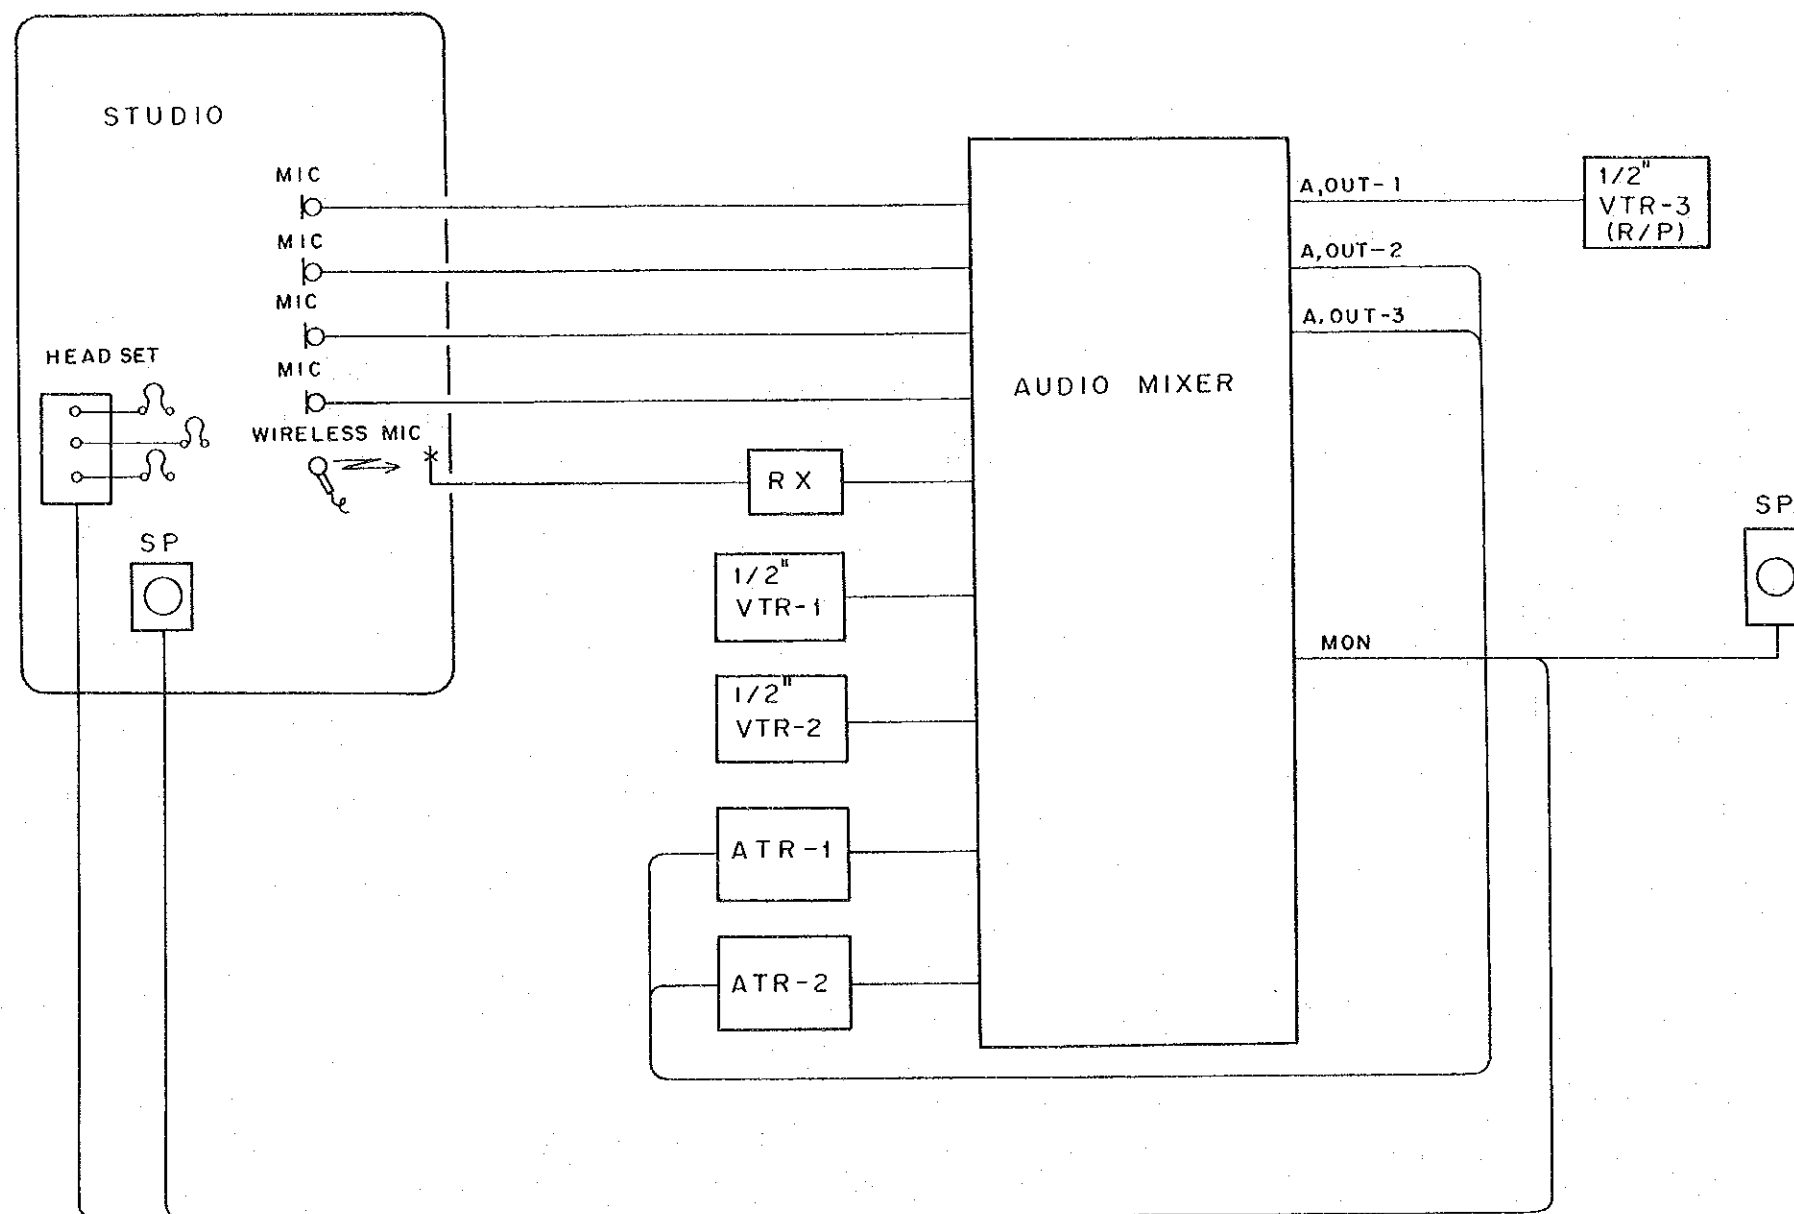 STUDIO
MIC
MIC
MIC
MIC
HEAD SET
WIRELESS MIC
SP
RX
1/2"
VTR-1
1/2"
VTR-2
ATR-1
ATR-2
AUDIO MIXER
A,OUT-1
A,OUT-2
A.OUT-3
MON
1/2"
VTR-3
(R/P)
SP